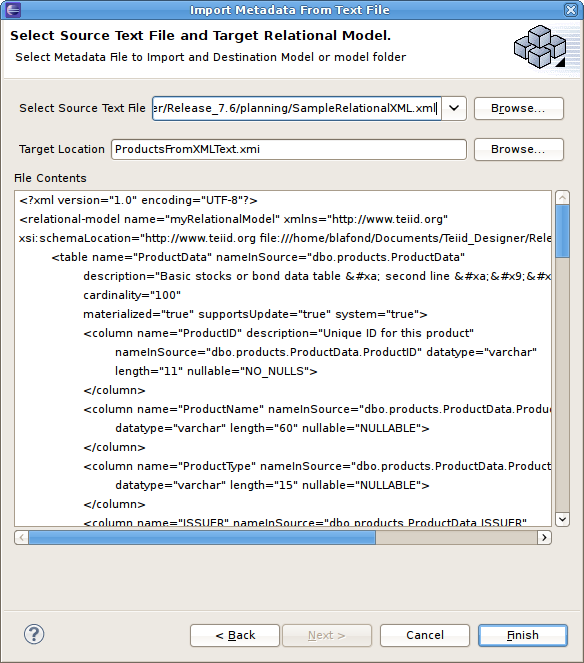 Import Metadata From Text File
Select Source Text File and Target Relational Model.
Select Metadata File to Import and Destination Model or model folder
Select Source Text File er/Release_7.6/planning/SampleRelationalXML.xml Browse...
Target Location ProductsFromXMLText.xmi Browse...
File Contents
<?xml version="1.0" encoding="UTF-8"?>
<relational-model name="myRelationalModel" xmlns="http://www.teiid.org"
xsi:schemaLocation="http://www.teiid.org file:///home/blafond/Documents/Teiid_Designer/Rele
<table name="ProductData" nameInSource="dbo.ProductData"
description="Basic stocks or bond data table &#xa; second line &#xa;&#x9;&#x
cardinality="100"
materialized="true" supportsUpdate="true" system="true">
<column name="ProductID" description="Unique ID for this product"
nameInSource="dbo.products.ProductData.ProductID" datatype="varchar"
length="11" nullable="NO_NULLS">
</column>
<column name="ProductName" nameInSource="dbo.products.ProductData.Produc
datatype="varchar" length="60" nullable="NULLABLE">
</column>
<column name="ProductType" nameInSource="dbo.products.ProductData.Product
datatype="varchar" length="15" nullable="NULLABLE">
</column>
<column name="ISSUER" nameInSource="dbo.products.ProductData.ISSUER"
? < Back Next > Cancel Finish